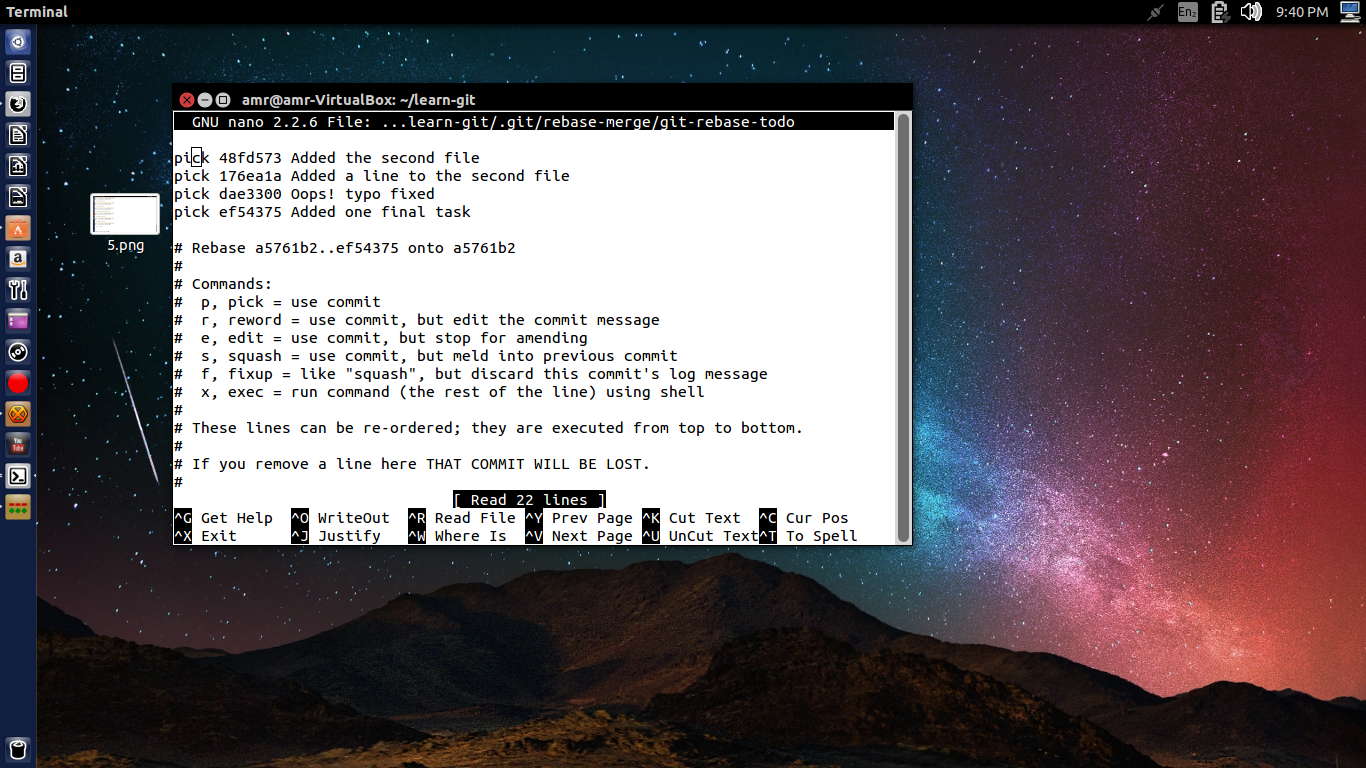 Terminal
En2
9:40 PM
amr@amr-VirtualBox: ~/learn-git
GNU nano 2.2.6 File: ...learn-git/.git/rebase-merge/git-rebase-todo
pick 48fd573 Added the second file
pick 176ea1a Added a line to the second file
pick dae3300 Oops! typo fixed
pick ef54375 Added one final task
5.png
# Rebase a5761b2..ef54375 onto a5761b2
#
# Commands:
#  p, pick = use commit
#  r, reword = use commit, but edit the commit message
#  e, edit = use commit, but stop for amending
#  s, squash = use commit, but meld into previous commit
#  f, fixup = like "squash", but discard this commit's log message
#  x, exec = run command (the rest of the line) using shell
#
# These lines can be re-ordered; they are executed from top to bottom.
#
# If you remove a line here THAT COMMIT WILL BE LOST.
#
[ Read 22 lines ]
^G Get Help  ^O WriteOut  ^R Read File ^Y Prev Page ^K Cut Text  ^C Cur Pos
^X Exit      ^J Justify   ^W Where Is  ^V Next Page ^U UnCut Text^T To Spell
You
Tube